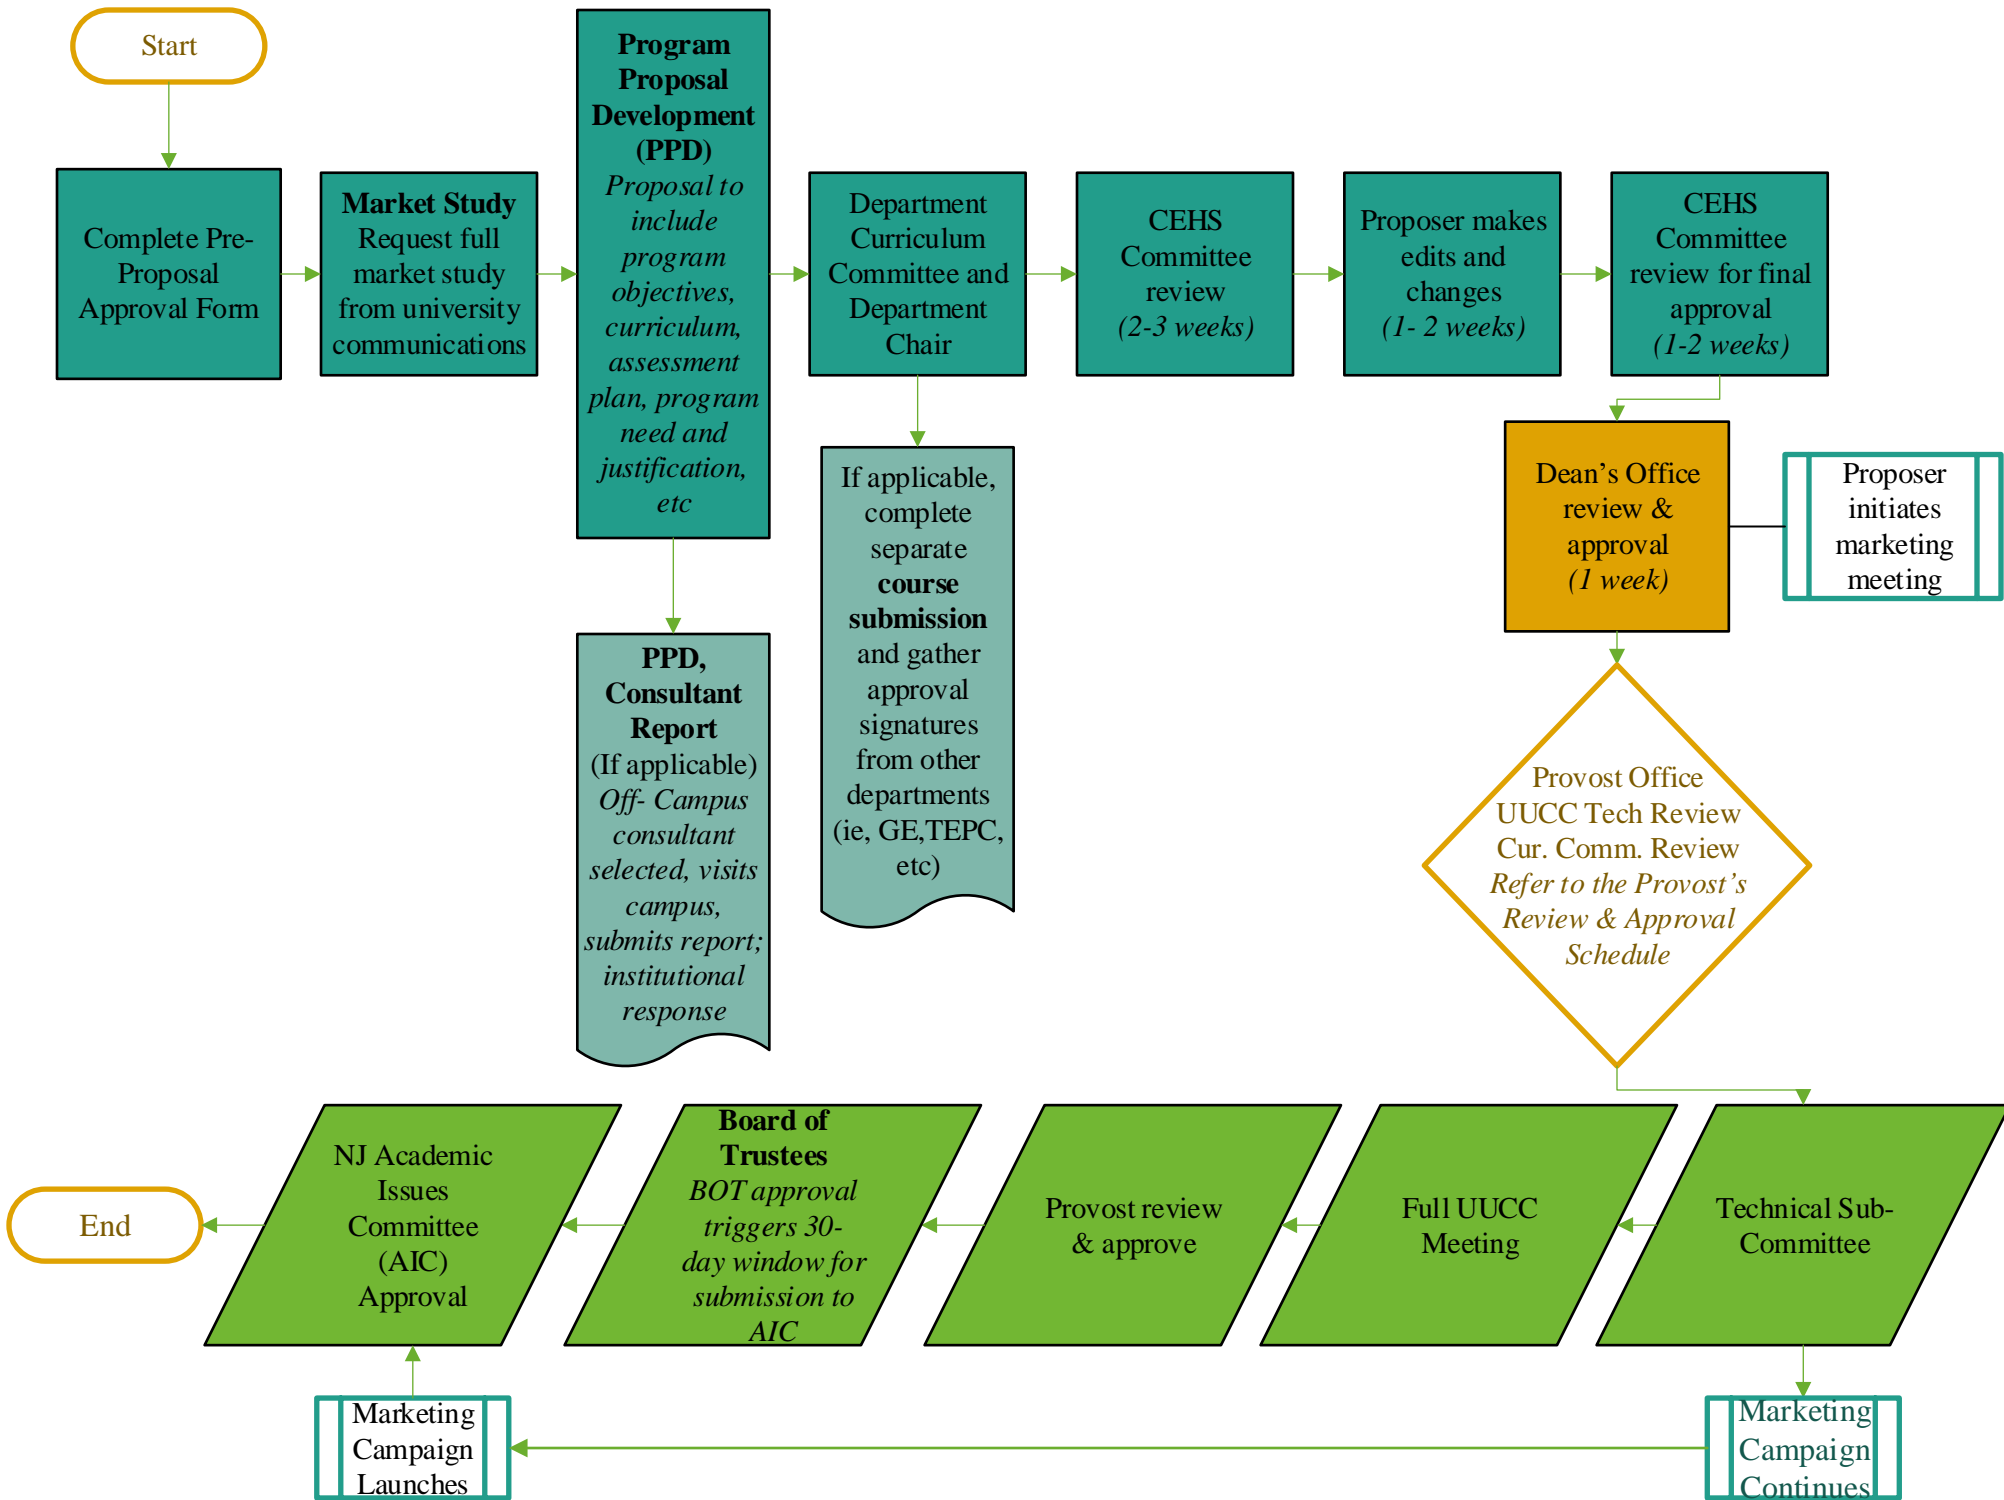 Start
Complete Pre-
Proposal
Approval Form
Market Study
Request full
market study
from university
communications
Program
Proposal
Development
(PPD)
Proposal to
include
program
objectives,
curriculum,
assessment
plan, program
need and
justification,
etc
PPD,
Consultant
Report
(If applicable)
Off- Campus
consultant
selected, visits
campus,
submits report;
institutional
response
Department
Curriculum
Committee and
Department
Chair
If applicable,
complete
separate
course
submission
and gather
approval
signatures
from other
departments
(ie, GE,TEPC,
etc)
CEHS
Committee
review
(2-3 weeks)
Proposer makes
edits and
changes
(1- 2 weeks)
CEHS
Committee
review for final
approval
(1-2 weeks)
Dean’s Office
review &
approval
(1 week)
Proposer
initiates
marketing
meeting
Provost Office
UUCC Tech Review
Cur. Comm. Review
Refer to the Provost’s
Review & Approval
Schedule
Technical Sub-
Committee
Full UUCC
Meeting
Provost review
& approve
Board of
Trustees
BOT approval
triggers 30-
day window for
submission to
AIC
NJ Academic
Issues
Committee
(AIC)
Approval
End
Marketing
Campaign
Continues
Marketing
Campaign
Launches